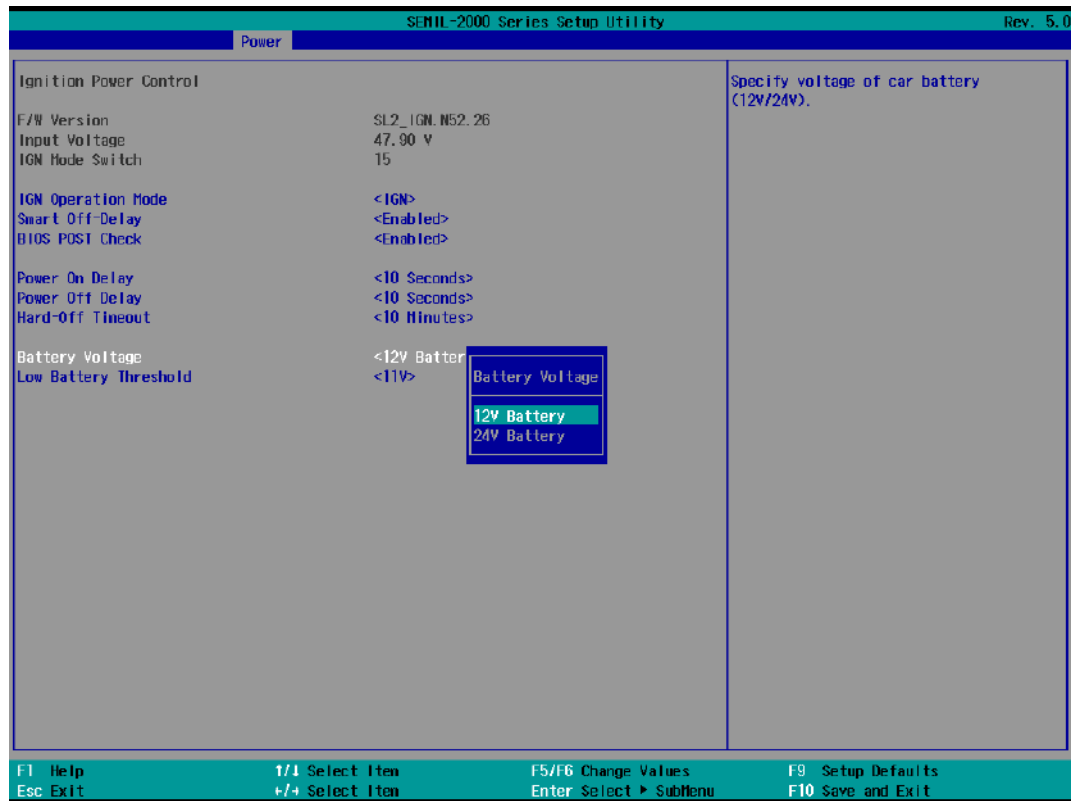 SEMIL-2000 Series Setup Utility Rev. 5.0
Power
Ignition Power Control
F/W Version SL2_IGN.N52.26
Input Voltage 47.90 V
IGN Mode Switch 15
IGN Operation Mode <IGN>
Smart Off-Delay <Enabled>
BIOS POST Check <Enabled>
Power On Delay <10 Seconds>
Power Off Delay <10 Seconds>
Hard-Off Timeout <10 Minutes>
Battery Voltage <12V Batter
Low Battery Threshold <11V>
Battery Voltage
12V Battery
24V Battery
Specify voltage of car battery
(12V/24V).
F1 Help ↑/↓ Select Item F5/F6 Change Values F9 Setup Defaults
Esc Exit ←/→ Select Item Enter Select ▶ SubMenu F10 Save and Exit